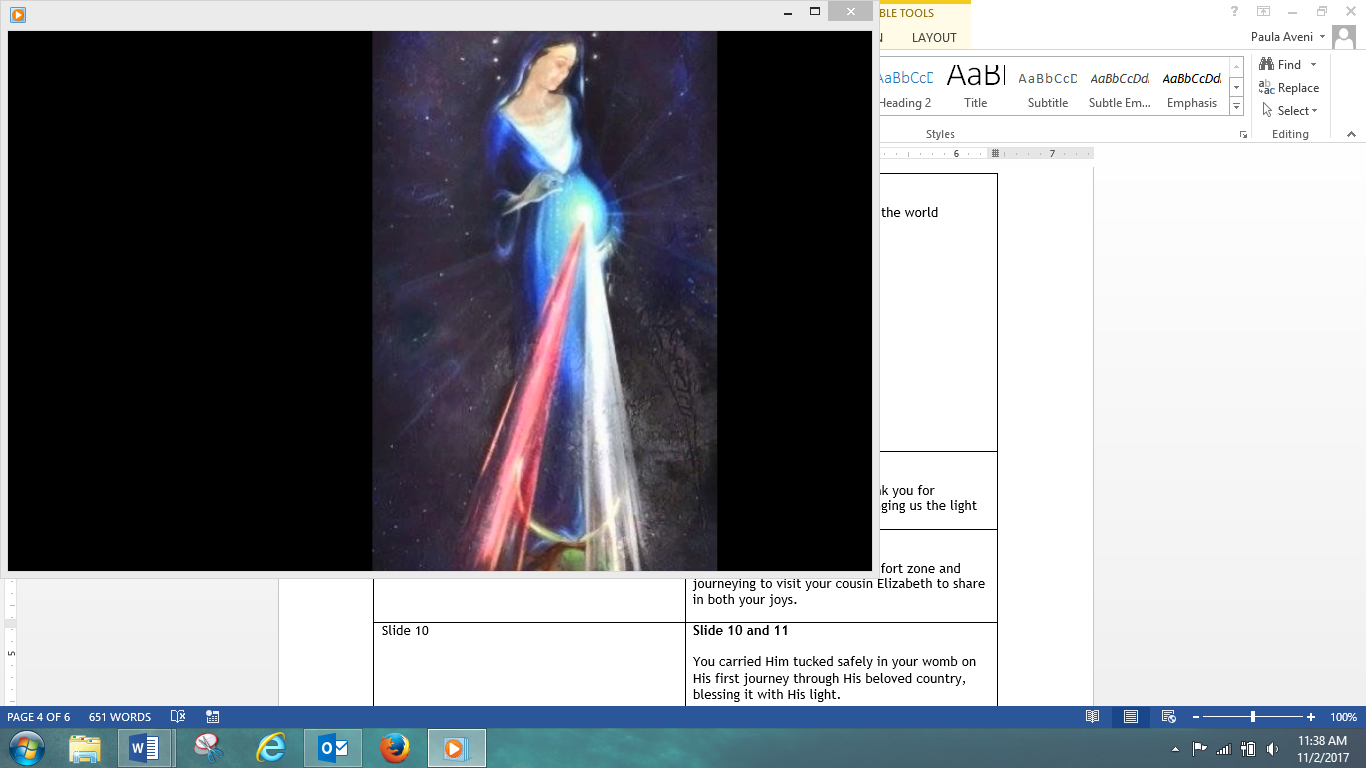 BLE TOOLS
LAYOUT
Paula Aveni
AaBbCcD
AaBbCcD
AaBbCcDd
AaBbCcDd
Heading 2
Title
Subtitle
Subtle Em...
Emphasis
Styles
Find
Replace
Select
Editing
6
7
the world
k you for
ging us the light
fort zone and
journeying to visit your cousin Elizabeth to share
in both your joys.
Slide 10
Slide 10 and 11
You carried Him tucked safely in your womb on
His first journey through His beloved country,
blessing it with His light.
5
PAGE 4 OF 6
651 WORDS
100%
11:38 AM
11/2/2017